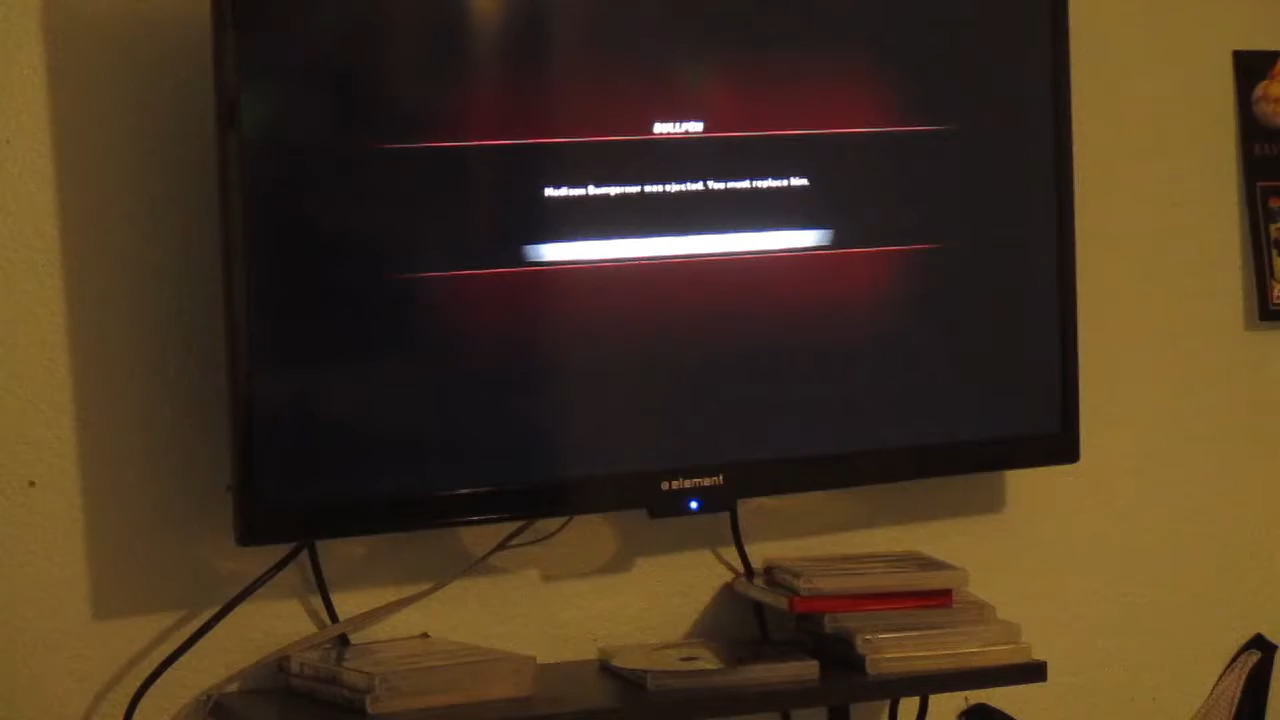 BULLPEN
Madison Bumgarner was ejected. You must replace him.
element